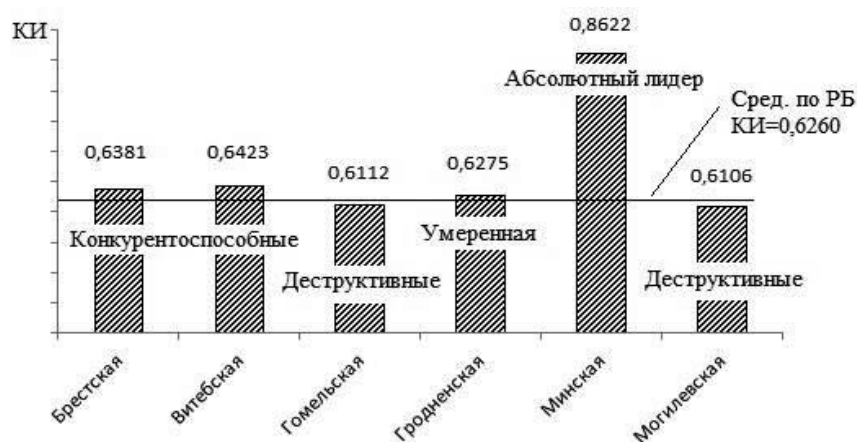 КИ
0,8622
Абсолютный лидер
Сред. по РБ
КИ=0,6260
0,6381
0,6423
0,6112
0,6275
0,6106
Конкурентоспособные
Умеренная
Деструктивные
Деструктивные
Брестская
Витебская
Гомельская
Гродненская
Минская
Могилевская